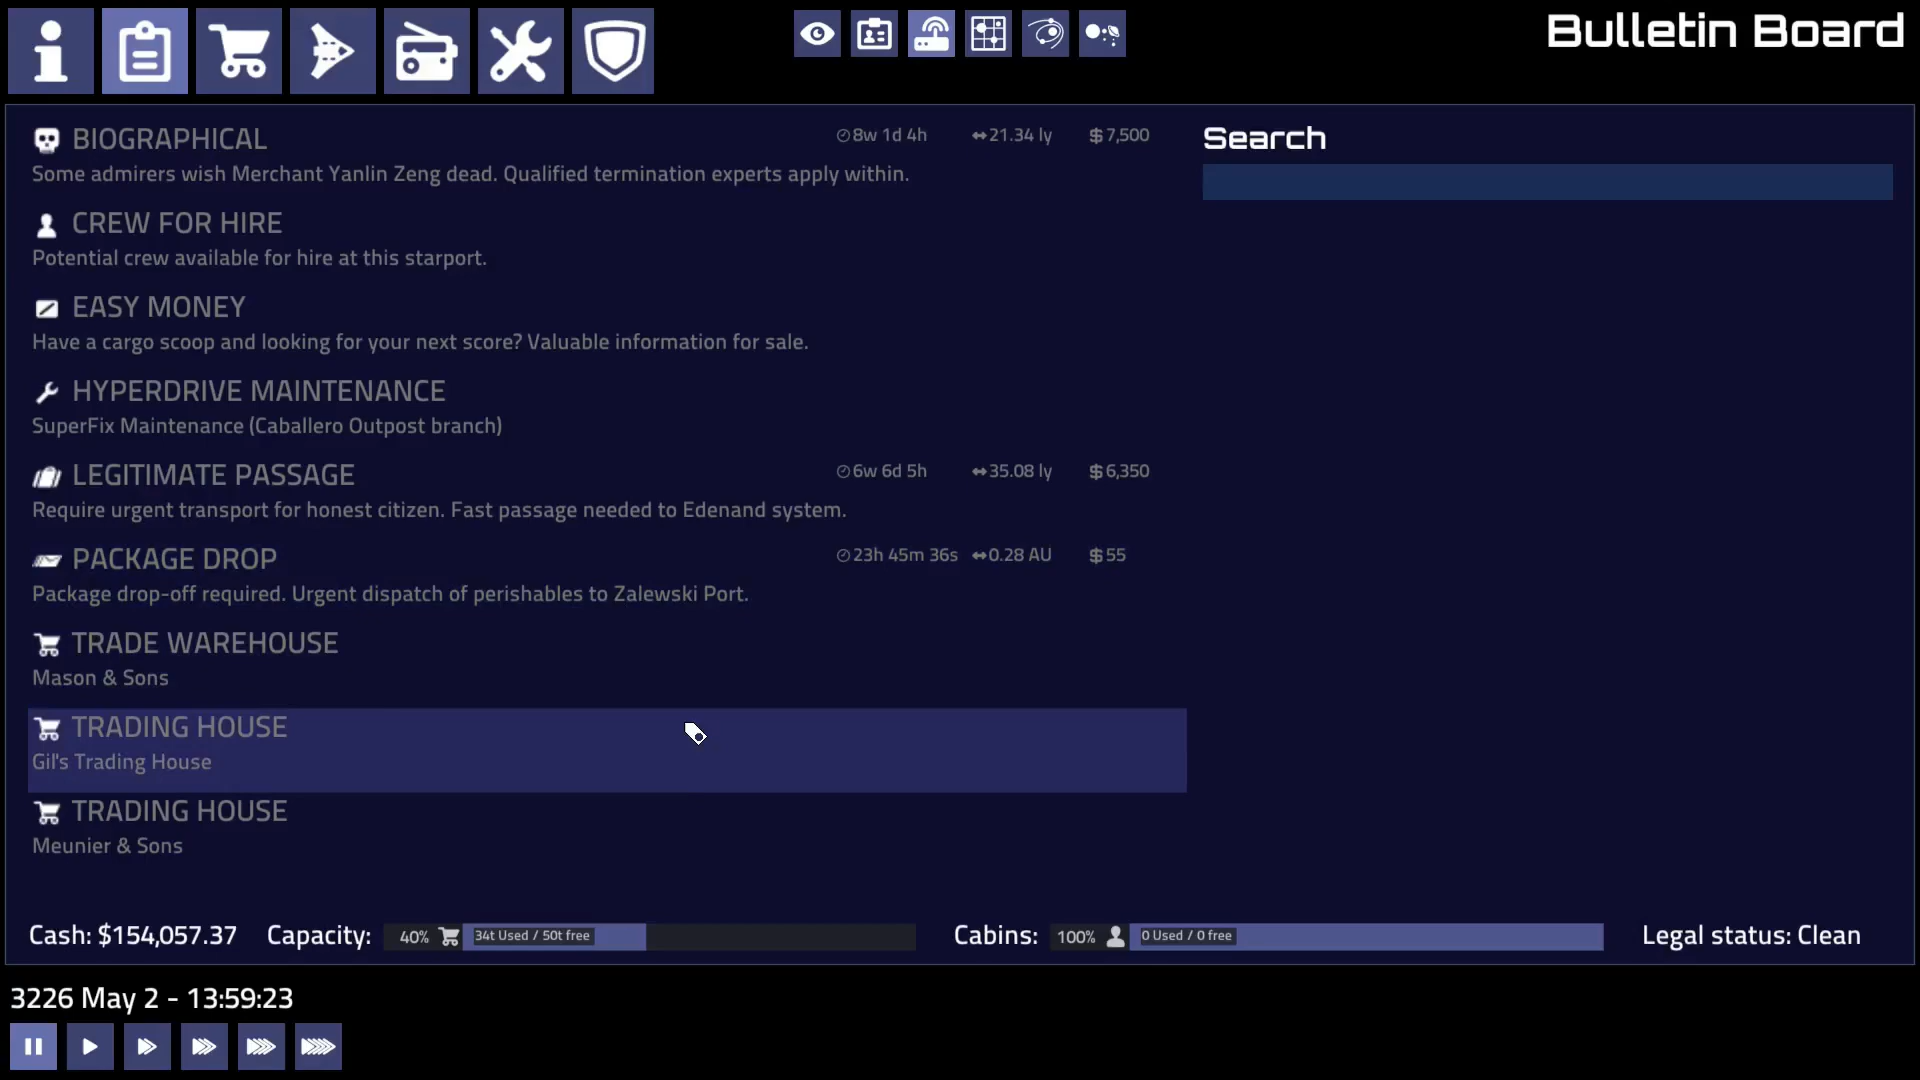 Bulletin Board
BIOGRAPHICAL 8w 1d 4h 21.34 ly $7,500
Some admirers wish Merchant Yanlin Zeng dead. Qualified termination experts apply within.
CREW FOR HIRE
Potential crew available for hire at this starport.
EASY MONEY
Have a cargo scoop and looking for your next score? Valuable information for sale.
HYPERDRIVE MAINTENANCE
SuperFix Maintenance (Caballero Outpost branch)
LEGITIMATE PASSAGE 6w 6d 5h 35.08 ly $6,350
Require urgent transport for honest citizen. Fast passage needed to Edenand system.
PACKAGE DROP 23h 45m 36s 0.28 AU $55
Package drop-off required. Urgent dispatch of perishables to Zalewski Port.
TRADE WAREHOUSE
Mason & Sons
TRADING HOUSE
Gil's Trading House
TRADING HOUSE
Meunier & Sons
Search
Cash: $154,057.37 Capacity: 40% 34t Used / 50t free Cabins: 100% 0 Used / 0 free Legal status: Clean
3226 May 2 - 13:59:23